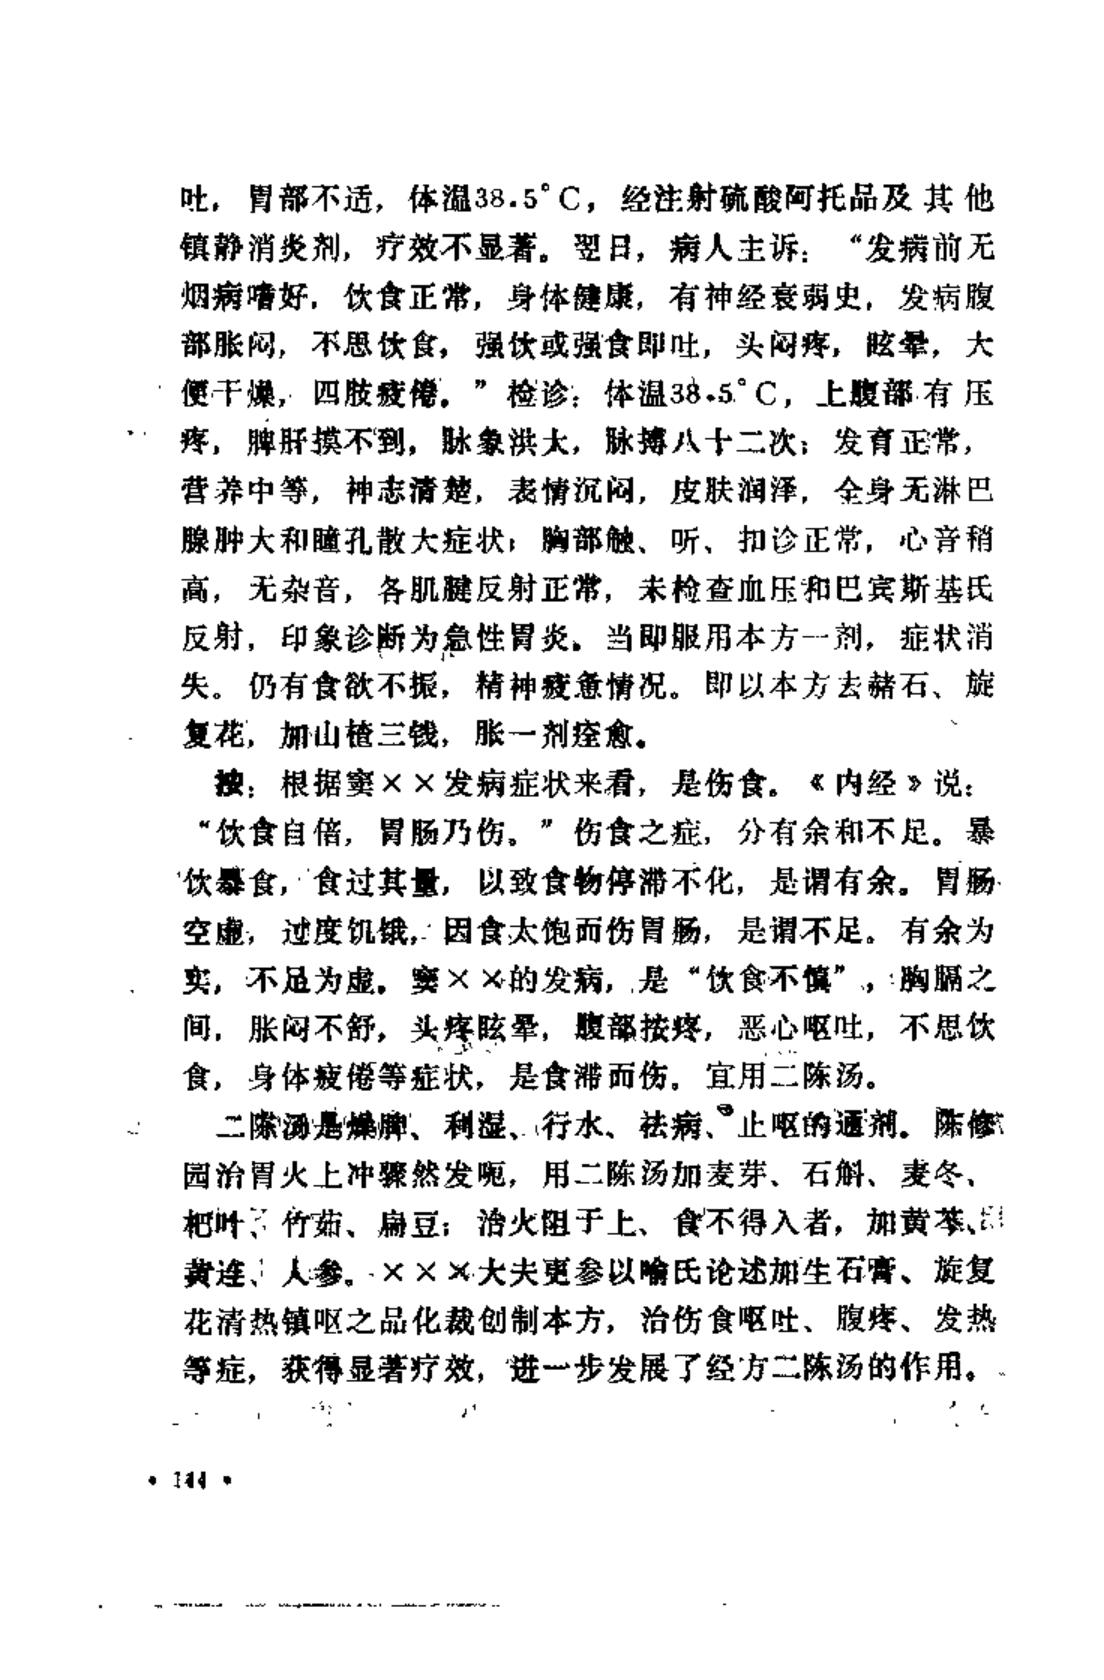 吐，胃部不适，体温38.5°C，经注射硫酸阿托品及其他
镇静消炎剂，疗效不显著。翌日，病人主诉：“发病前无
烟病嗜好，饮食正常，身体健康，有神经衰弱史，发病腹
部胀闷，不思饮食，强饮或强食即吐，头闷疼，眩晕，大
便干燥，四肢疲倦。”检诊：体温38.5°C，上腹部有压
疼，脾肝摸不到，脉象洪大，脉搏八十二次；发育正常，
营养中等，神志清楚，表情沉闷，皮肤润泽，全身无淋巴
腺肿大和瞳孔散大症状；胸部触、听、扣诊正常，心音稍
高，无杂音，各肌腱反射正常，未检查血压和巴宾斯基氏
反射，印象诊断为急性胃炎。当即服用本方一剂，症状消
失。仍有食欲不振，精神疲惫情况。即以本方去赭石、旋
复花，加山楂三钱，胀一剂痊愈。
按：根据窦××发病症状来看，是伤食。《内经》说：
“饮食自倍，胃肠乃伤。”伤食之症，分有余和不足。暴
饮暴食，食过其量，以致食物停滞不化，是谓有余。胃肠
空虚，过度饥饿，因食太饱而伤胃肠，是谓不足。有余为
实，不足为虚。窦××的发病，是“饮食不慎”，胸膈之
间，胀闷不舒，头疼眩晕，腹部按疼，恶心呕吐，不思饮
食，身体疲倦等症状，是食滞而伤。宜用二陈汤。
二陈汤是燥脾、利湿、行水、祛病、止呕的通剂。陈修
园治胃火上冲骤然发呃，用二陈汤加麦芽、石斛、麦冬、
杷叶、竹茹、扁豆；治火阻于上、食不得入者，加黄芩、
黄连、人参。×××大夫更参以喻氏论述加生石膏、旋复
花清热镇呕之品化裁创制本方，治伤食呕吐、腹疼、发热
等症，获得显著疗效，进一步发展了经方二陈汤的作用。
• 144 •